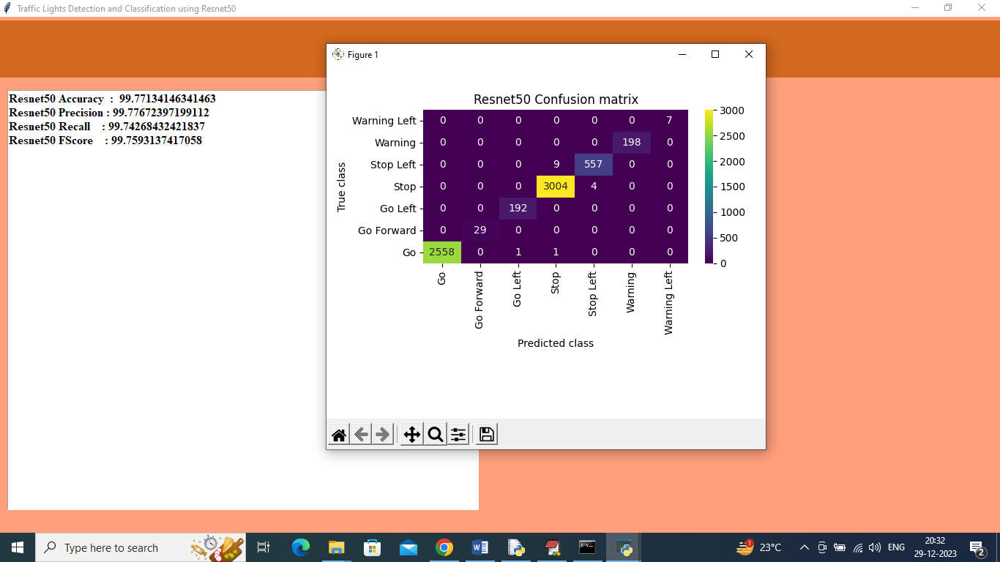 Traffic Lights Detection and Classification using Resnet50
Resnet50 Accuracy : 99.77134146341463
Resnet50 Precision : 99.77672397199112
Resnet50 Recall : 99.74268432421837
Resnet50 FScore : 99.7593137417058
Figure 1
Resnet50 Confusion matrix
True class
Warning Left 0 0 0 0 0 0 7
Warning 0 0 0 0 0 198 0
Stop Left 0 0 0 9 557 0 0
Stop 0 0 0 3004 4 0 0
Go Left 0 0 192 0 0 0 0
Go Forward 0 29 0 0 0 0 0
Go 2558 0 1 1 0 0 0
Go
Go Forward
Go Left
Stop
Stop Left
Warning
Warning Left
Predicted class
3000
2500
2000
1500
1000
500
0
Type here to search
1
23°C
ENG
20:32
29-12-2023
2